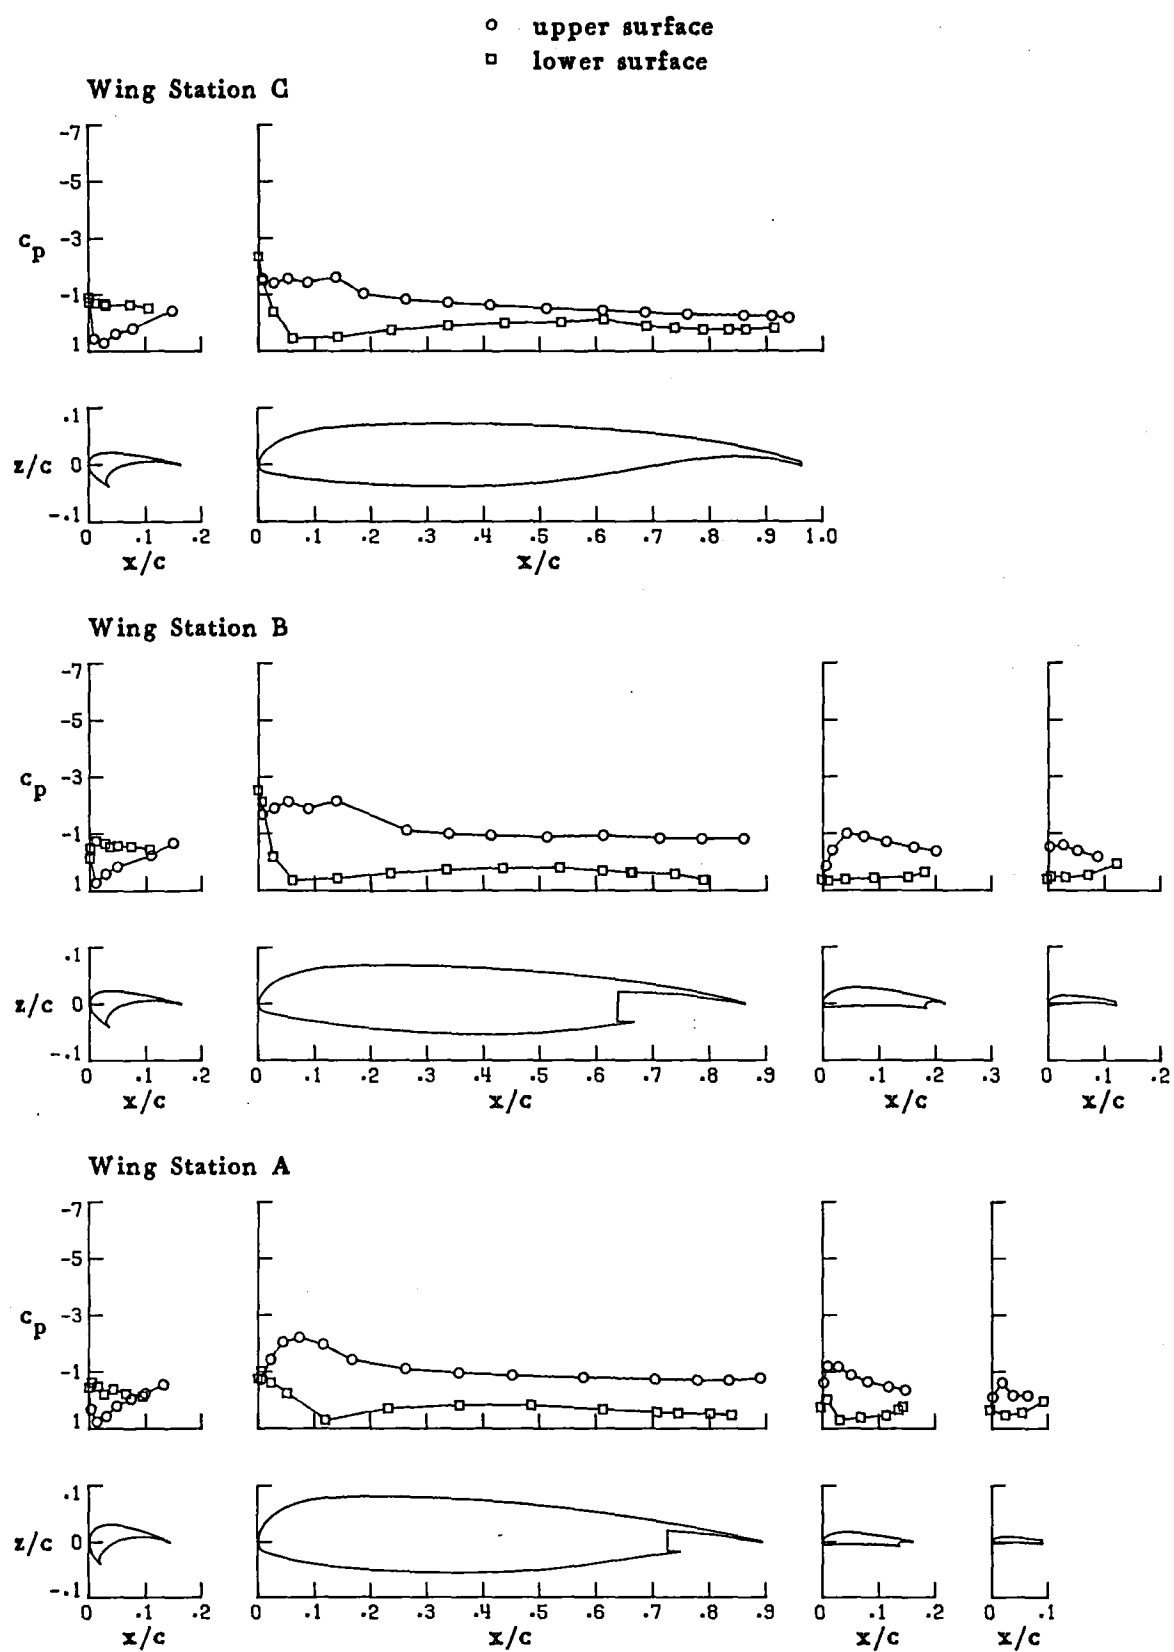 upper surface
lower surface
Wing Station C
-7
-5
-3
-1
1
cp
.1
0
-.1
z/c
0 .1 .2
x/c
0 .1 .2 .3 .4 .5 .6 .7 .8 .9 1.0
x/c
Wing Station B
-7
-5
-3
-1
1
cp
.1
0
-.1
z/c
0 .1 .2
x/c
0 .1 .2 .3 .4 .5 .6 .7 .8 .9
x/c
0 .1 .2 .3
x/c
0 .1 .2
x/c
Wing Station A
-7
-5
-3
-1
1
cp
.1
0
-.1
z/c
0 .1 .2
x/c
0 .1 .2 .3 .4 .5 .6 .7 .8 .9
x/c
0 .1 .2
x/c
0 .1
x/c